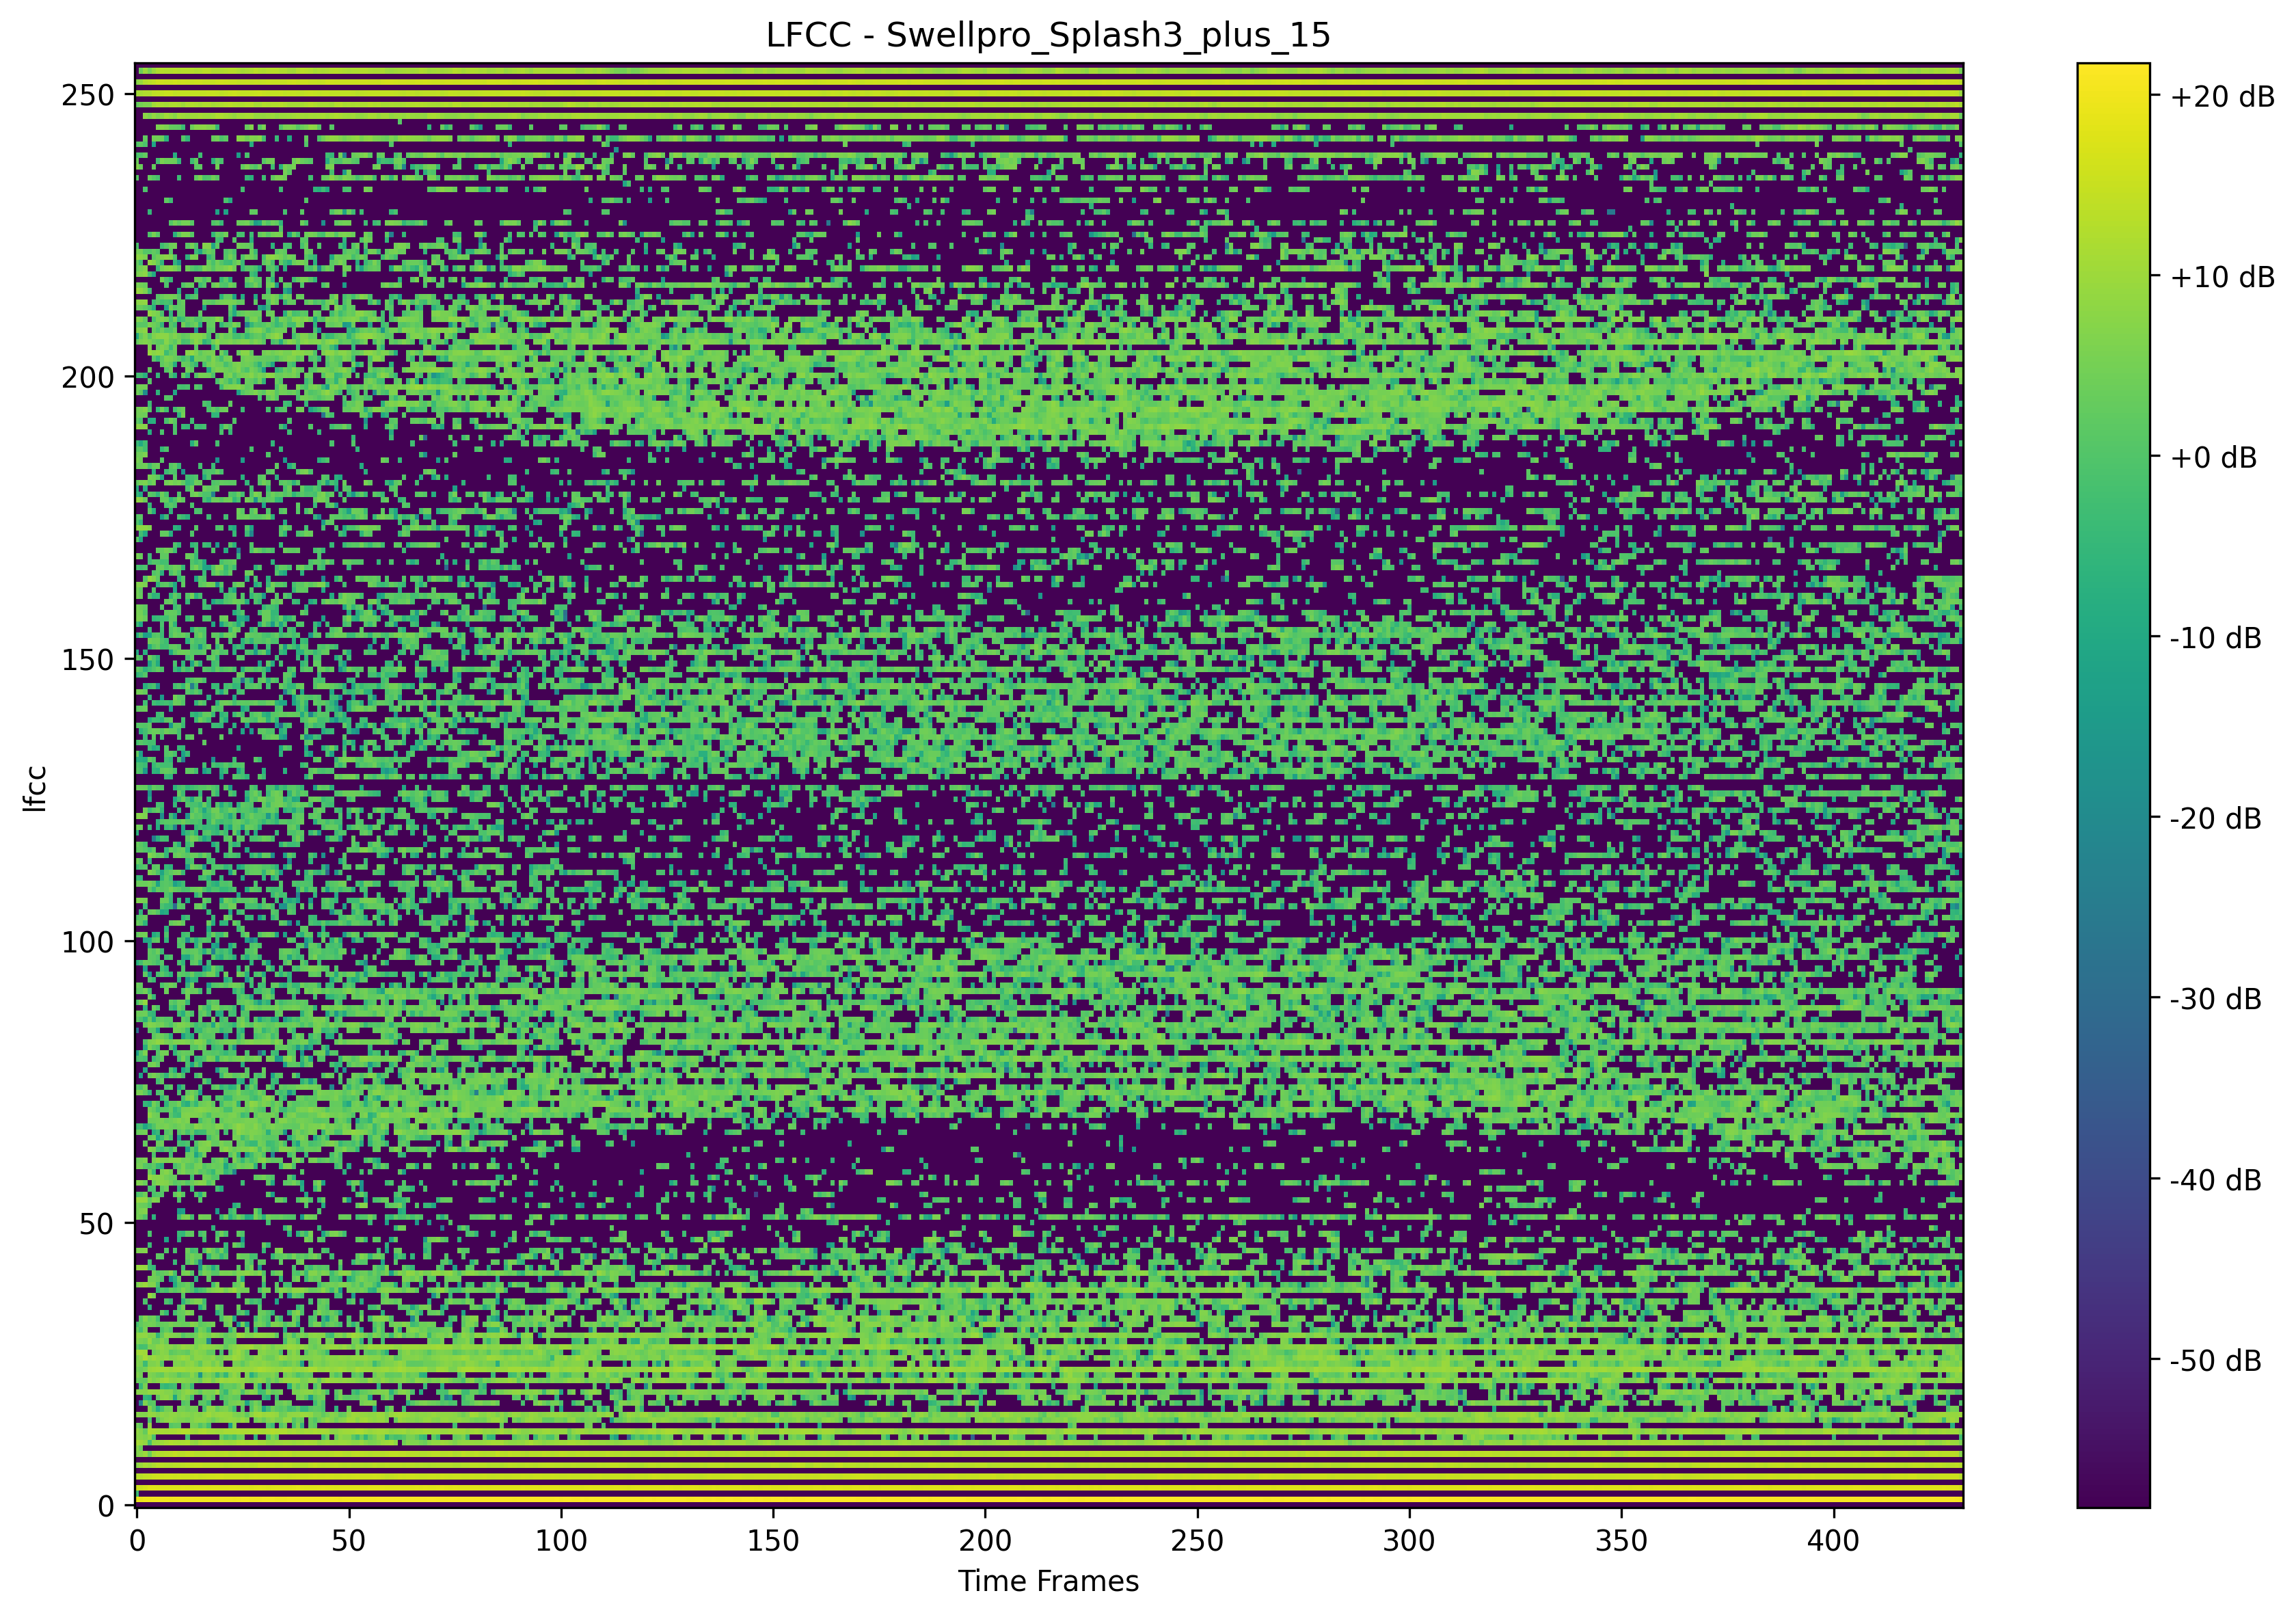 LFCC - Swellpro_Splash3_plus_15
250
200
150
100
50
0
lfcc
0 50 100 150 200 250 300 350 400
Time Frames
+20 dB
+10 dB
+0 dB
-10 dB
-20 dB
-30 dB
-40 dB
-50 dB